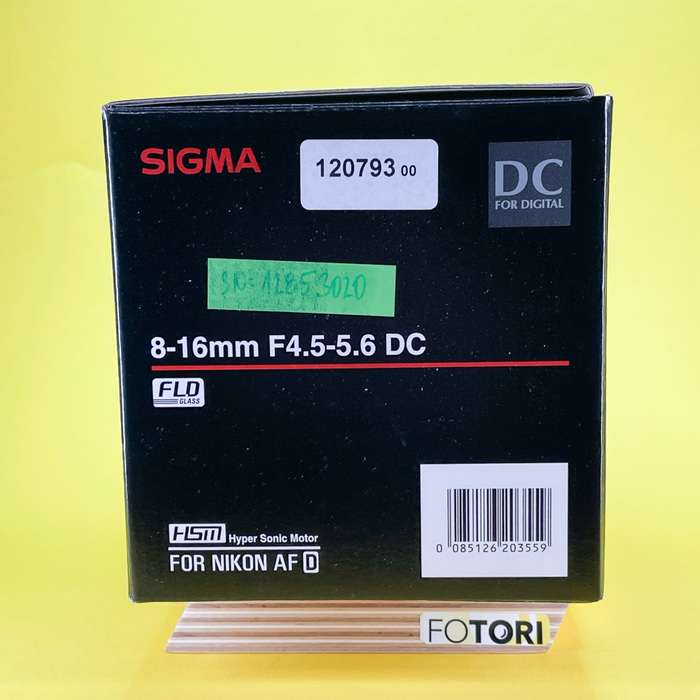 SIGMA
120793 00
DC
FOR DIGITAL
SN: 12853020
8-16mm F4.5-5.6 DC
FLD
GLASS
HSM Hyper Sonic Motor
FOR NIKON AF D
0 085126 203559
FOTORI